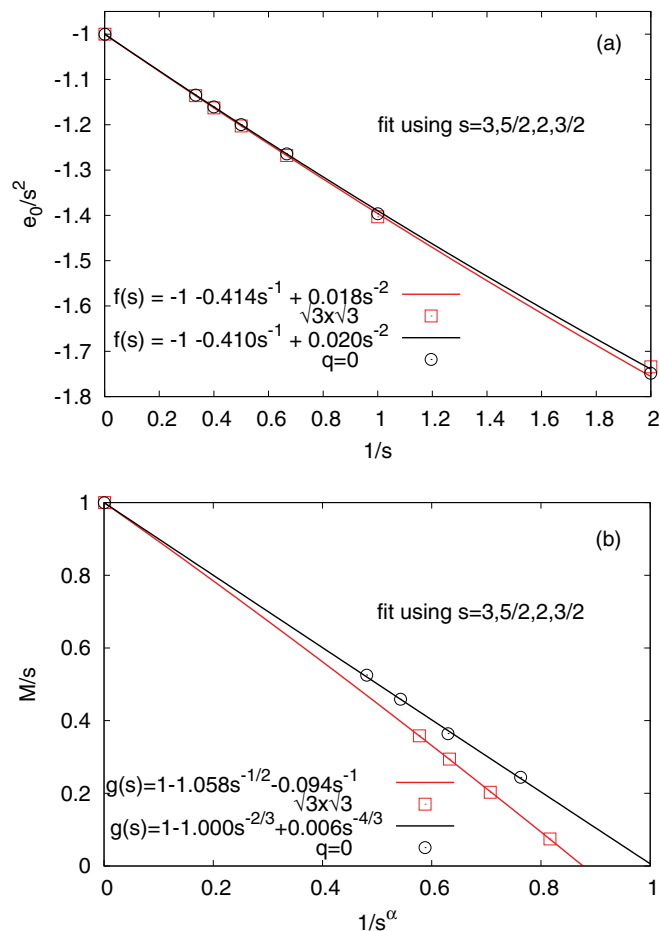 (a)
-1
-1.1
-1.2
-1.3
-1.4
-1.5
-1.6
-1.7
-1.8
e₀/s²
fit using s=3,5/2,2,3/2
f(s) = -1 -0.414s⁻¹ + 0.018s⁻²
√3x√3
f(s) = -1 -0.410s⁻¹ + 0.020s⁻²
q=0
0 0.2 0.4 0.6 0.8 1 1.2 1.4 1.6 1.8 2
1/s
(b)
1
0.8
0.6
0.4
0.2
0
M/s
fit using s=3,5/2,2,3/2
g(s)=1-1.058s⁻¹/²-0.094s⁻¹
√3x√3
g(s)=1-1.000s⁻²/³+0.006s⁻⁴/³
q=0
0 0.2 0.4 0.6 0.8 1
1/s^α